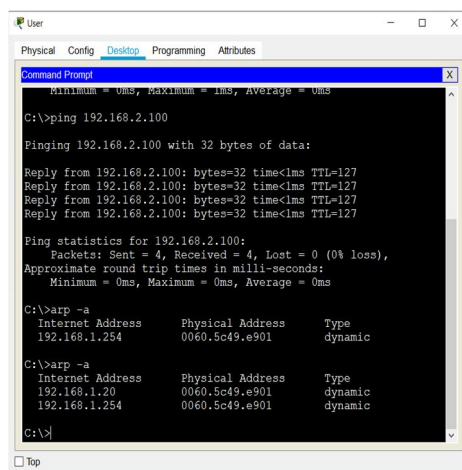 User
Physical Config Desktop Programming Attributes
Command Prompt
X
Minimum = 0ms, Maximum = 1ms, Average = 0ms
C:\>ping 192.168.2.100
Pinging 192.168.2.100 with 32 bytes of data:
Reply from 192.168.2.100: bytes=32 time<1ms TTL=127
Reply from 192.168.2.100: bytes=32 time<1ms TTL=127
Reply from 192.168.2.100: bytes=32 time<1ms TTL=127
Reply from 192.168.2.100: bytes=32 time<1ms TTL=127
Ping statistics for 192.168.2.100:
Packets: Sent = 4, Received = 4, Lost = 0 (0% loss),
Approximate round trip times in milli-seconds:
Minimum = 0ms, Maximum = 0ms, Average = 0ms
C:\>arp -a
Internet Address Physical Address Type
192.168.1.254 0060.5c49.e901 dynamic
C:\>arp -a
Internet Address Physical Address Type
192.168.1.20 0060.5c49.e901 dynamic
192.168.1.254 0060.5c49.e901 dynamic
C:\>
Top